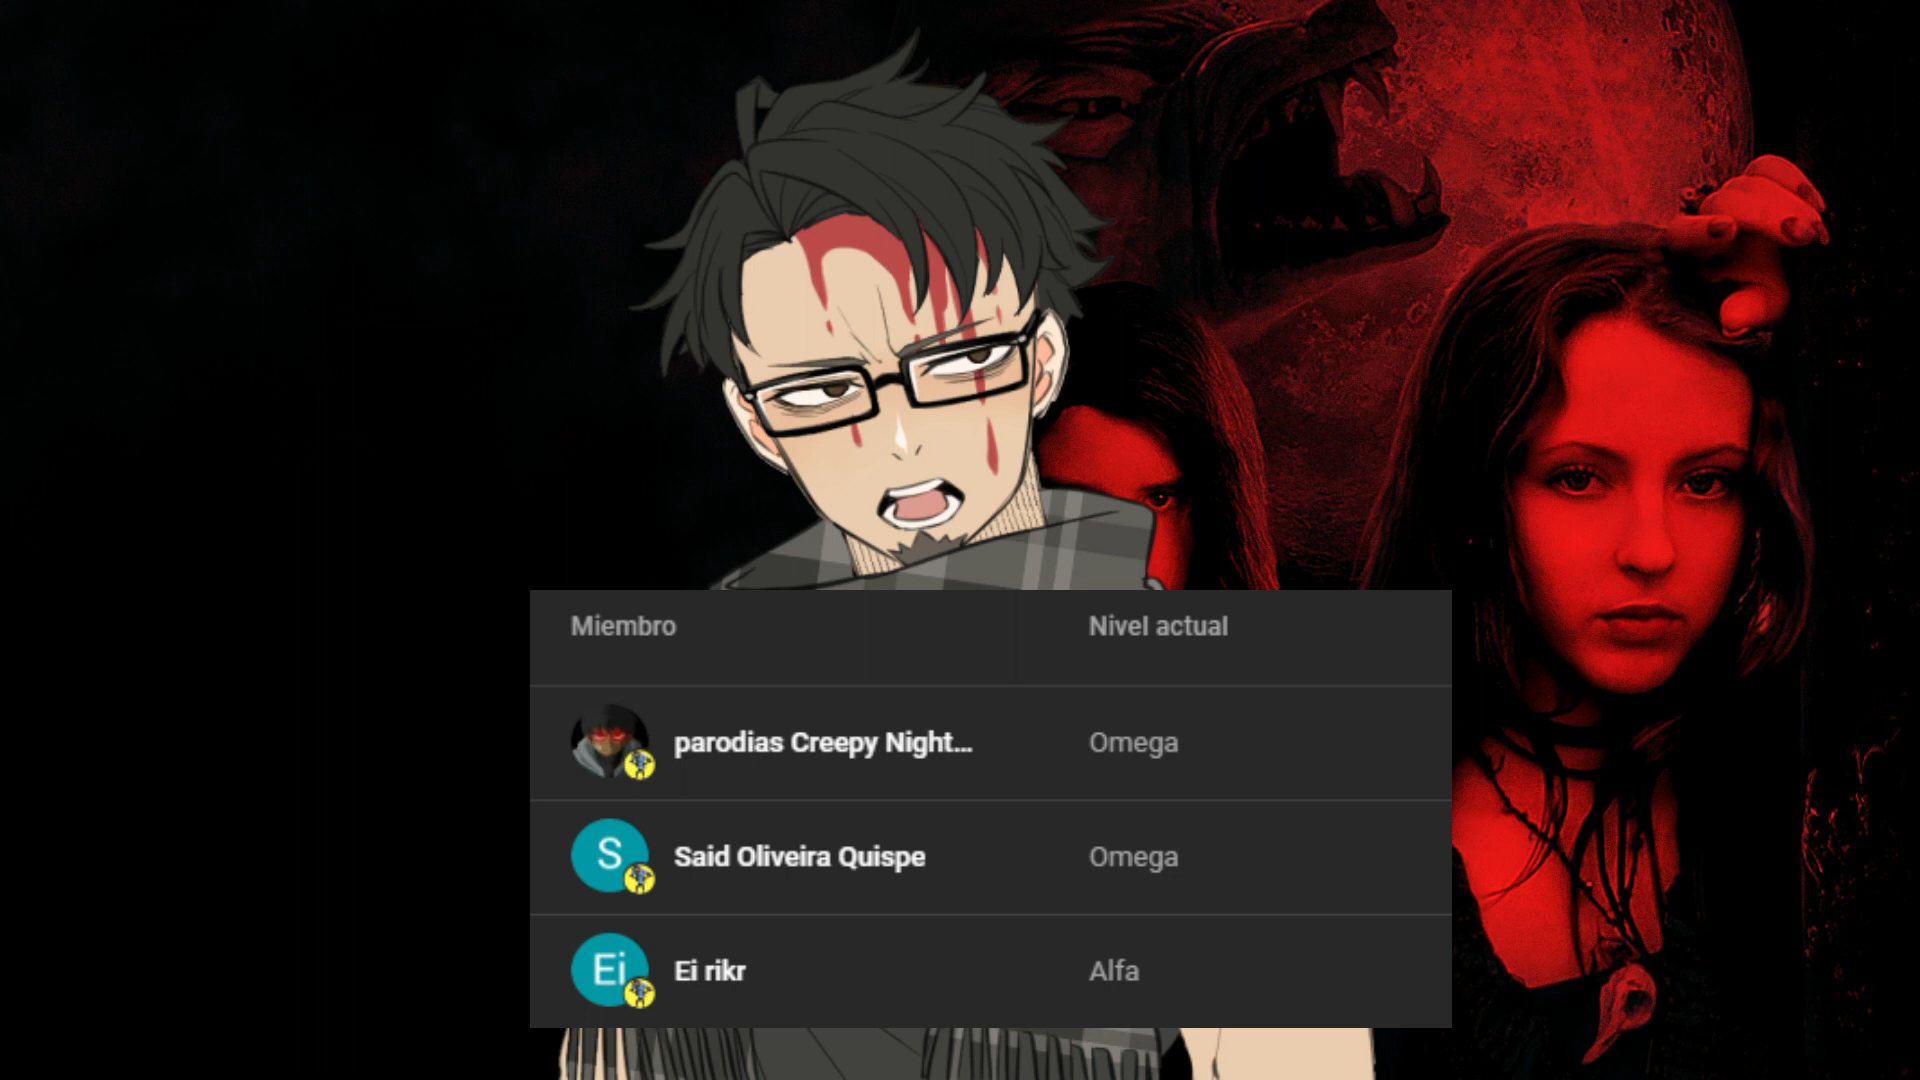 Miembro Nivel actual
parodias Creepy Night... Omega
S Said Oliveira Quispe Omega
Ei Ei rikr Alfa